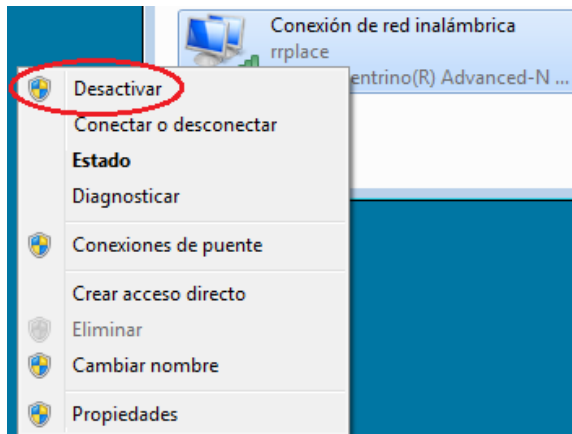 Conexión de red inalámbrica
rrplace
entrino(R) Advanced-N ...
Desactivar
Conectar o desconectar
Estado
Diagnosticar
Conexiones de puente
Crear acceso directo
Eliminar
Cambiar nombre
Propiedades